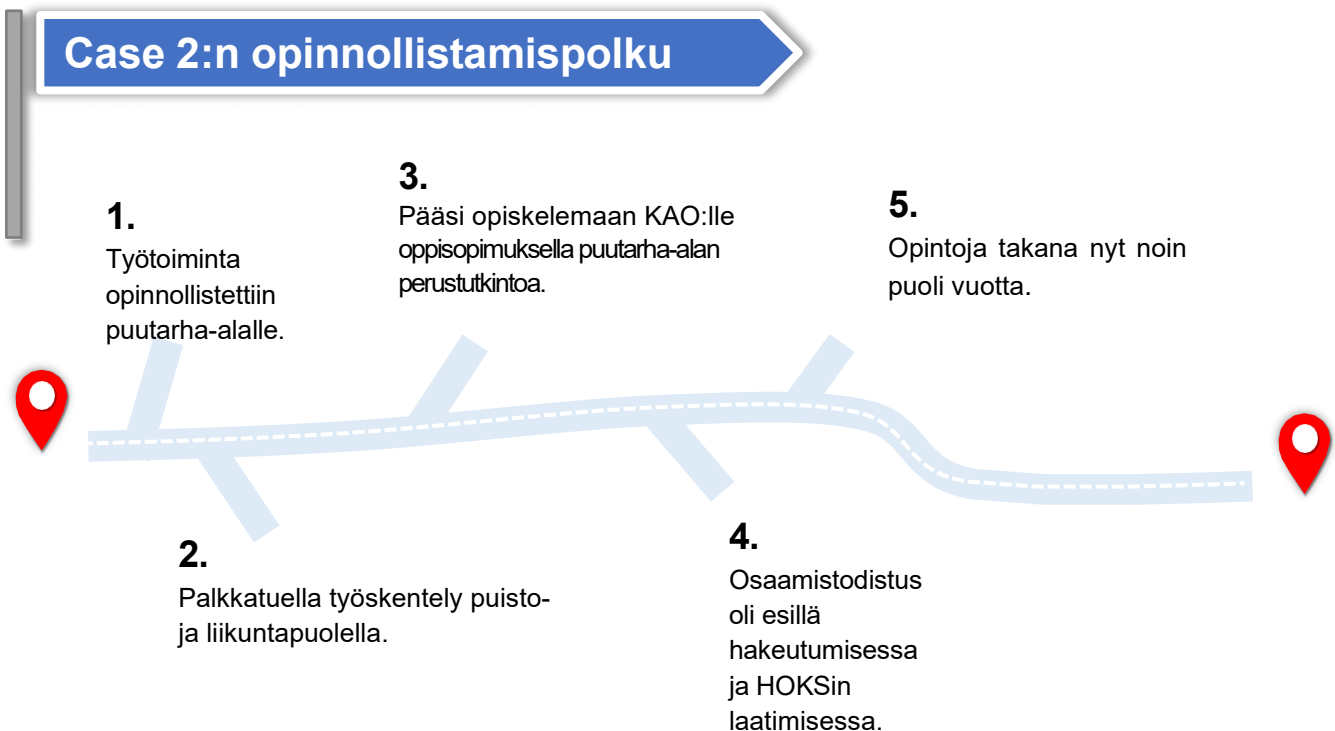 Case 2:n opinnollistamispolku
1.
Työtoiminta
opinnollistettiin
puutarha-alalle.
2.
Palkkatuella työskentely puisto-
ja liikuntapuolella.
3.
Pääsi opiskelemaan KAO:lle
oppisopimuksella puutarha-alan
perustutkintoa.
4.
Osaamistodistus
oli esillä
hakeutumisessa
ja HOKSin
laatimisessa.
5.
Opintoja takana nyt noin
puoli vuotta.